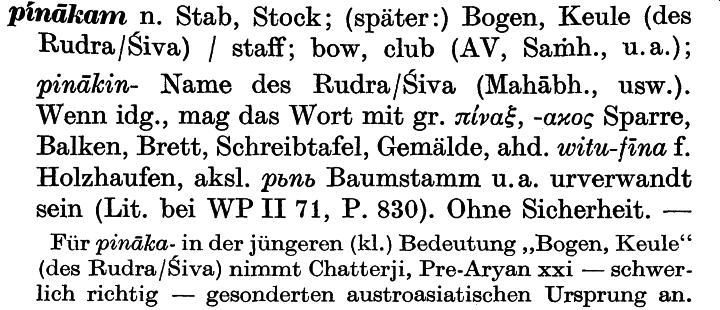 pínākam n. Stab, Stock; (später:) Bogen, Keule (des
Rudra/Śiva) / staff; bow, club (AV, Saṁh., u.a.);
pinākin- Name des Rudra/Śiva (Mahābh., usw.).
Wenn idg., mag das Wort mit gr. πίναξ, -ακος Sparre,
Balken, Brett, Schreibtafel, Gemälde, ahd. witu-fīna f.
Holzhaufen, aksl. pьnь Baumstamm u.a. urverwandt
sein (Lit. bei WP II 71, P. 830). Ohne Sicherheit. —
Für pināka- in der jüngeren (kl.) Bedeutung „Bogen, Keule“
(des Rudra/Śiva) nimmt Chatterji, Pre-Aryan xxi — schwer-
lich richtig — gesonderten austroasiatischen Ursprung an.